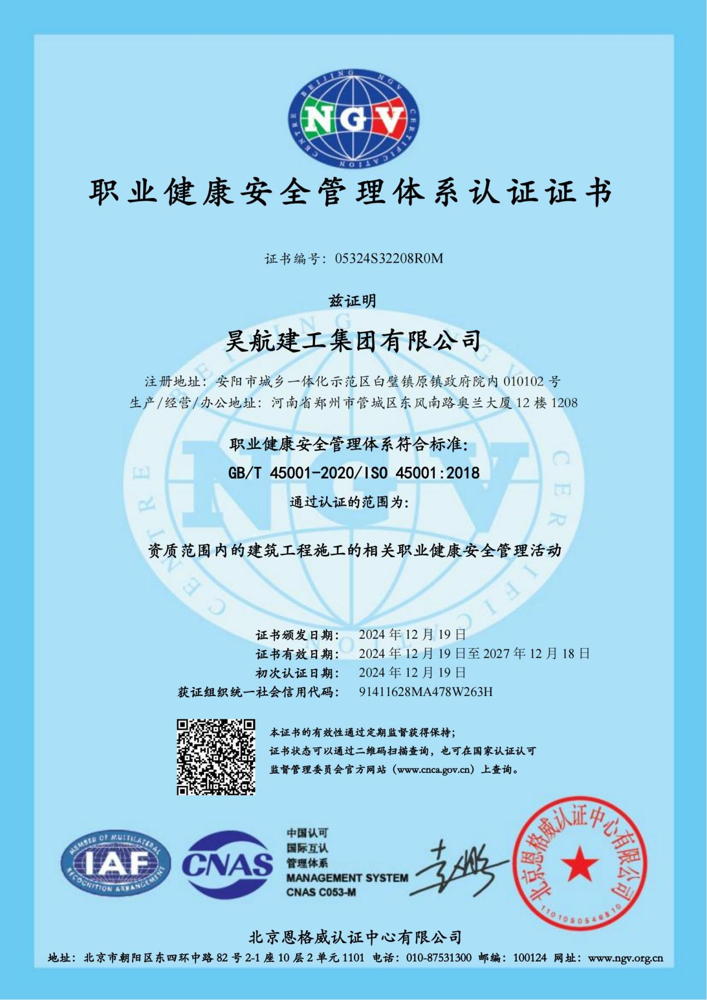 BEIJING NGV CERTIFICATION CENTRE
NGV
职业健康安全管理体系认证证书
证书编号：05324S32208R0M
兹证明
昊航建工集团有限公司
注册地址：安阳市城乡一体化示范区白璧镇原镇政府院内 010102 号
生产/经营/办公地址：河南省郑州市管城区东风南路奥兰大厦 12 楼 1208
职业健康安全管理体系符合标准：
GB/T 45001-2020/ISO 45001:2018
通过认证的范围为：
资质范围内的建筑工程施工的相关职业健康安全管理活动
证书颁发日期： 2024 年 12 月 19 日
证书有效日期： 2024 年 12 月 19 日至 2027 年 12 月 18 日
初次认证日期： 2024 年 12 月 19 日
获证组织统一社会信用代码： 91411628MA478W263H
本证书的有效性通过定期监督获得保持；
证书状态可以通过二维码扫描查询，也可在国家认证认可
监督管理委员会官方网站（www.cnca.gov.cn）上查询。
MEMBER OF MULTILATERAL
IAF
RECOGNITION ARRANGEMENT
CNAS
中国认可
国际互认
管理体系
MANAGEMENT SYSTEM
CNAS C053-M
北京恩格威认证中心有限公司
1101050546810
北京恩格威认证中心有限公司
地址：北京市朝阳区东四环中路 82 号 2-1 座 10 层 2 单元 1101 电话：010-87531300 邮编：100124 网址：www.ngv.org.cn